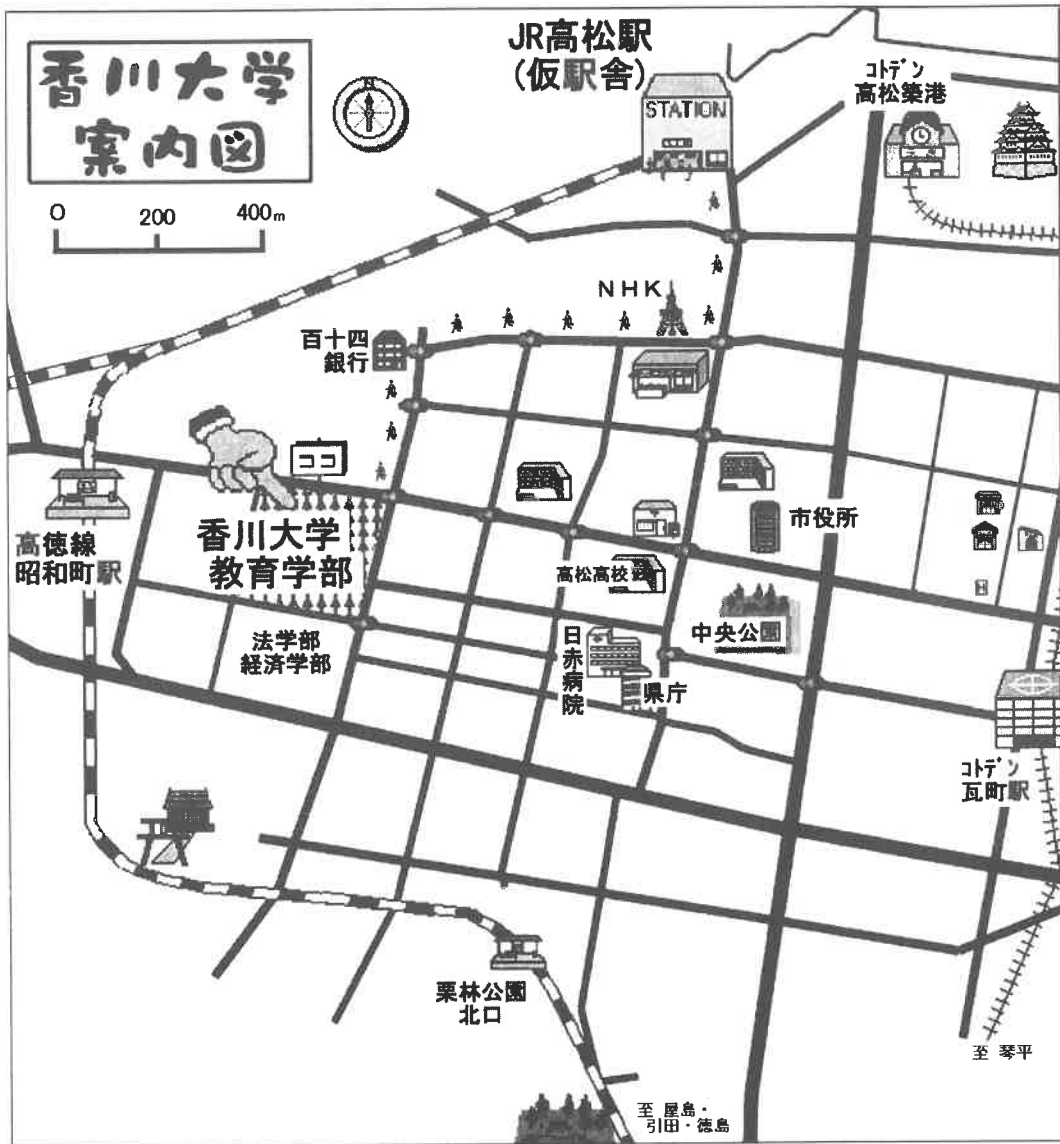 香川大学
案内図
N
0 200 400m
JR高松駅
(仮駅舎)
STATION
コトデン
高松築港
NHK
百十四
銀行
ココ
香川大学
教育学部
高徳線
昭和町駅
市役所
高松高校
法学部
経済学部
日赤病院
中央公園
県庁
コトデン
瓦町駅
栗林公園
北口
至 琴平
至 屋島・
引田・徳島